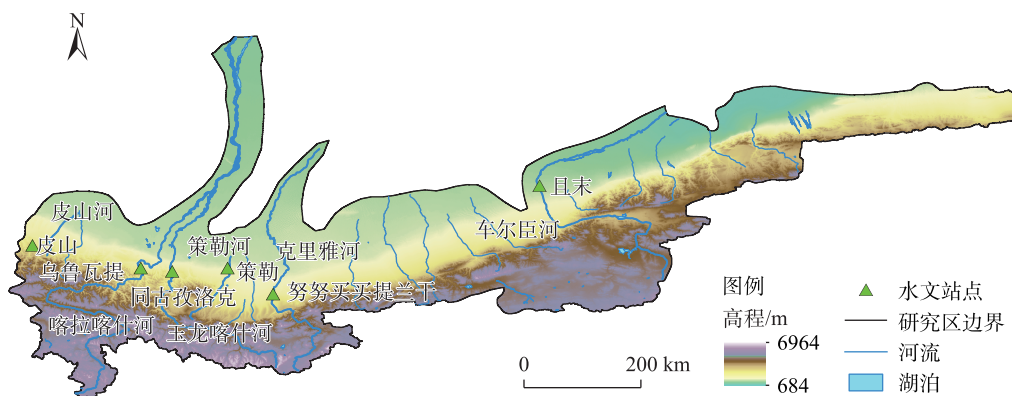 N
皮山河
皮山
乌鲁瓦提
策勒河
策勒
克里雅河
同古孜洛克
努努买买提兰干
喀拉喀什河
玉龙喀什河
且末
车尔臣河
0 200 km
图例
高程/m
6964
684
水文站点
研究区边界
河流
湖泊